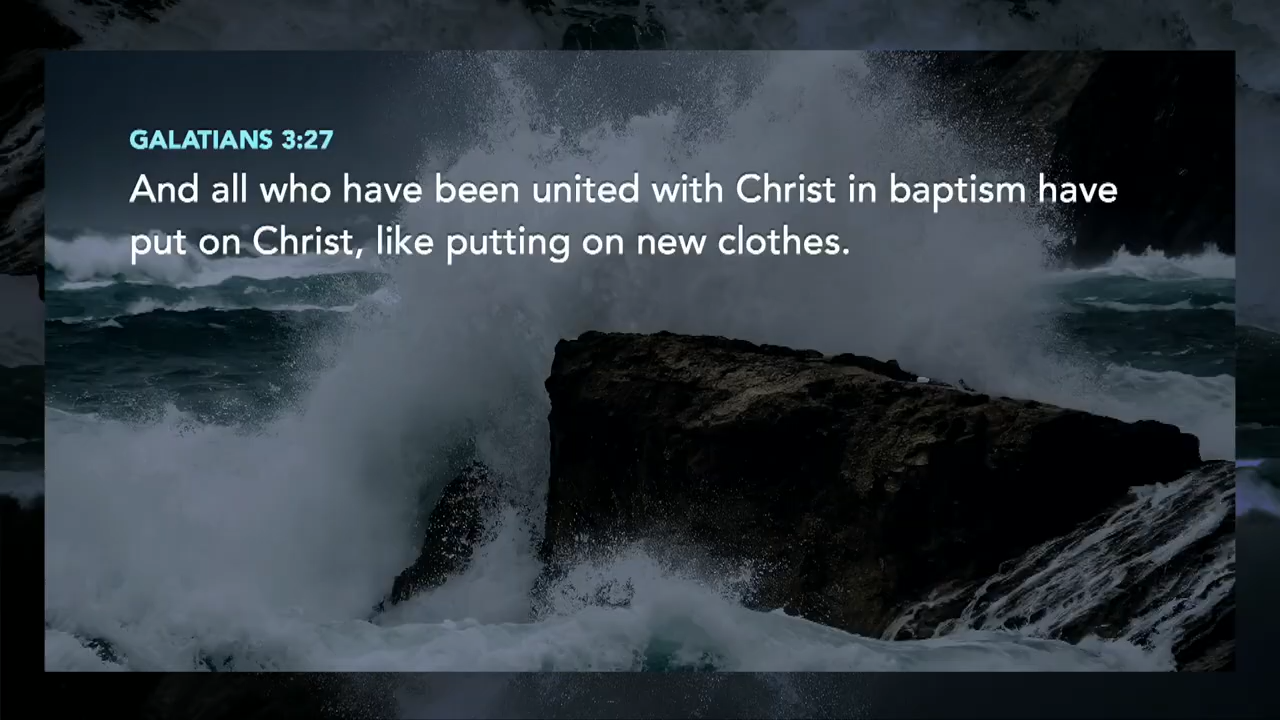 GALATIANS 3:27
And all who have been united with Christ in baptism have
put on Christ, like putting on new clothes.